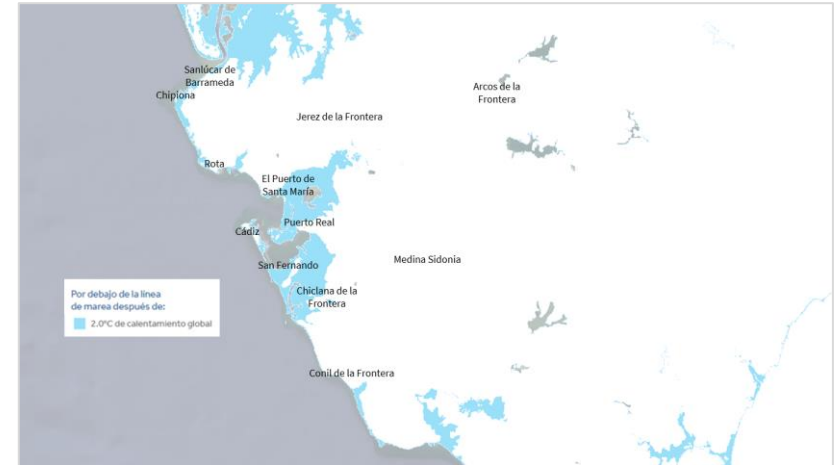 Sanlúcar de
Barrameda
Chipiona
Arcos de la
Frontera
Jerez de la Frontera
Rota
El Puerto de
Santa María
Puerto Real
Cádiz
San Fernando
Medina Sidonia
Chiclana de la
Frontera
Por debajo de la línea
de marea después de:
2.0°C de calentamiento global
Conil de la Frontera